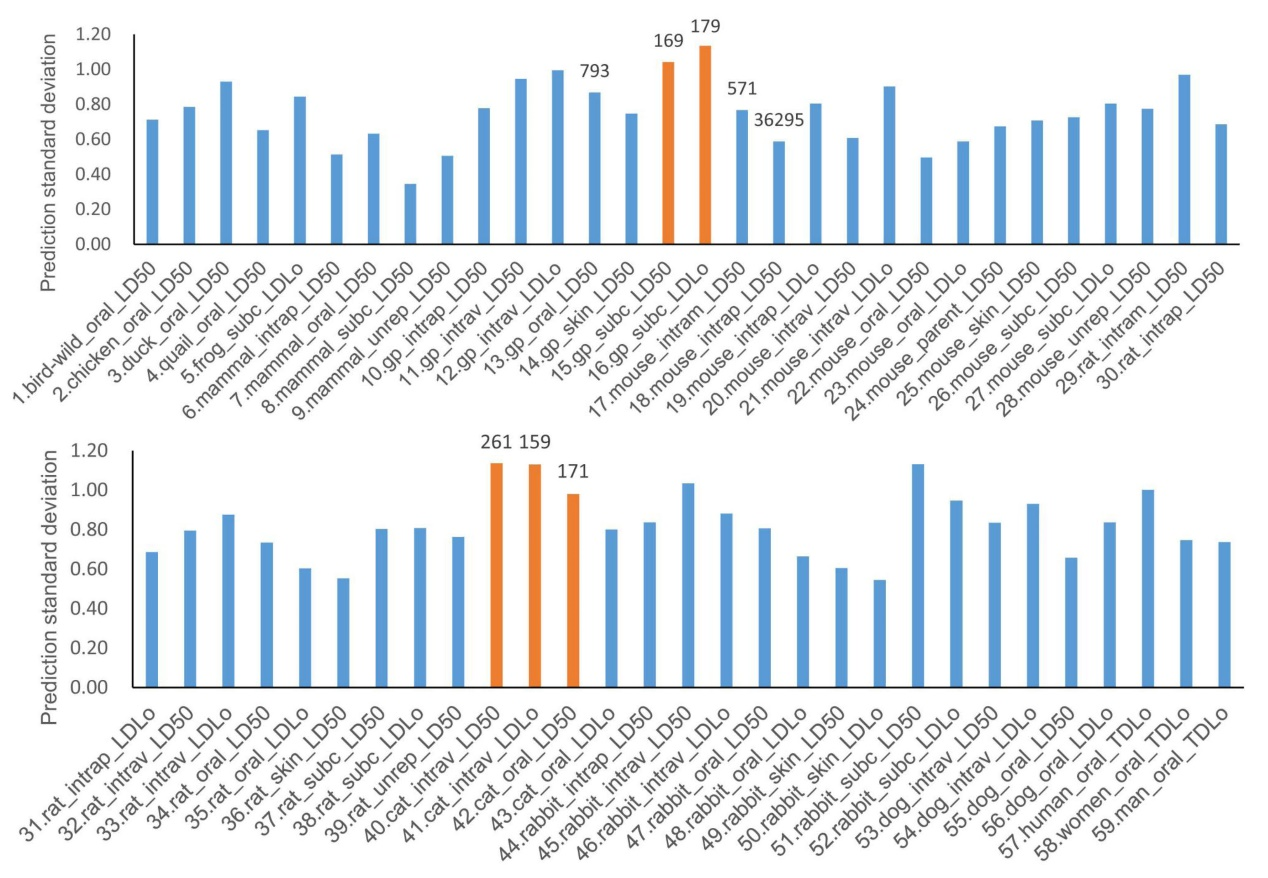 Prediction standard deviation
1.20
1.00
0.80
0.60
0.40
0.20
0.00
793
169
179
571
36295
1.bird-wild_oral_LD50
2.chicken_oral_LD50
3.duck_oral_LD50
4.quail_oral_LD50
5.frog_subc_LDLo
6.mammal_intrap_LD50
7.mammal_oral_LD50
8.mammal_subc_LD50
9.mammal_unrep_LD50
10.gp_intrap_LD50
11.gp_intrav_LD50
12.gp_intrav_LDLo
13.gp_oral_LD50
14.gp_skin_LD50
15.gp_subc_LD50
16.gp_subc_LDLo
17.mouse_intram_LD50
18.mouse_intrap_LD50
19.mouse_intrap_LDLo
20.mouse_intrav_LD50
21.mouse_intrav_LDLo
22.mouse_oral_LD50
23.mouse_oral_LDLo
24.mouse_parent_LD50
25.mouse_skin_LD50
26.mouse_subc_LD50
27.mouse_subc_LDLo
28.mouse_unrep_LD50
29.rat_intram_LD50
30.rat_intrap_LD50
Prediction standard deviation
1.20
1.00
0.80
0.60
0.40
0.20
0.00
261 159
171
31.rat_intrap_LDLo
32.rat_intrav_LD50
33.rat_intrav_LDLo
34.rat_oral_LD50
35.rat_oral_LDLo
36.rat_skin_LD50
37.rat_subc_LD50
38.rat_subc_LDLo
39.rat_unrep_LD50
40.cat_intrav_LD50
41.cat_intrav_LDLo
42.cat_oral_LD50
43.cat_oral_LDLo
44.rabbit_intrap_LD50
45.rabbit_intrav_LD50
46.rabbit_intrav_LDLo
47.rabbit_oral_LD50
48.rabbit_oral_LDLo
49.rabbit_skin_LD50
50.rabbit_skin_LDLo
51.rabbit_subc_LD50
52.rabbit_subc_LDLo
53.dog_intrav_LD50
54.dog_intrav_LDLo
55.dog_oral_LD50
56.dog_oral_LDLo
57.human_oral_TDLo
58.women_oral_TDLo
59.man_oral_TDLo